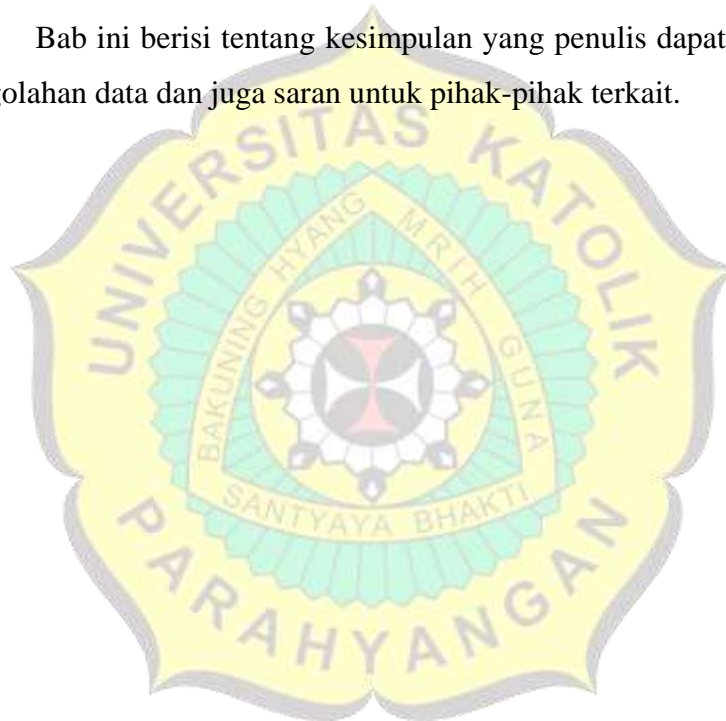 Bab ini berisi tentang kesimpulan yang penulis dapat
golahan data dan juga saran untuk pihak-pihak terkait.
UNIVERSITAS KATOLIK
BAKUNING HYANG MRIH GUNA
SANTYAYA BHAKTI
PARAHYANGAN